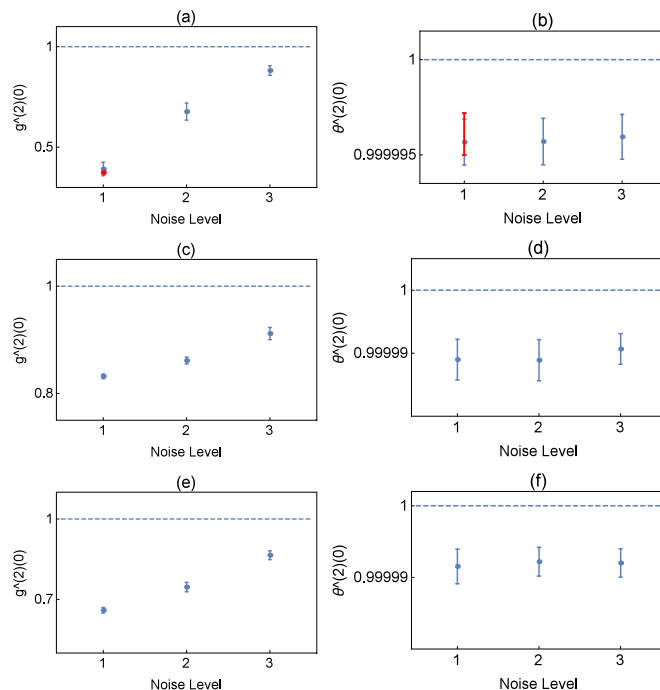 (a)
1
0.5
g^(2)(0)
1 2 3
Noise Level
(b)
1
0.999995
θ^(2)(0)
1 2 3
Noise Level
(c)
1
0.8
g^(2)(0)
1 2 3
Noise Level
(d)
1
0.99999
θ^(2)(0)
1 2 3
Noise Level
(e)
1
0.7
g^(2)(0)
1 2 3
Noise Level
(f)
1
0.99999
θ^(2)(0)
1 2 3
Noise Level